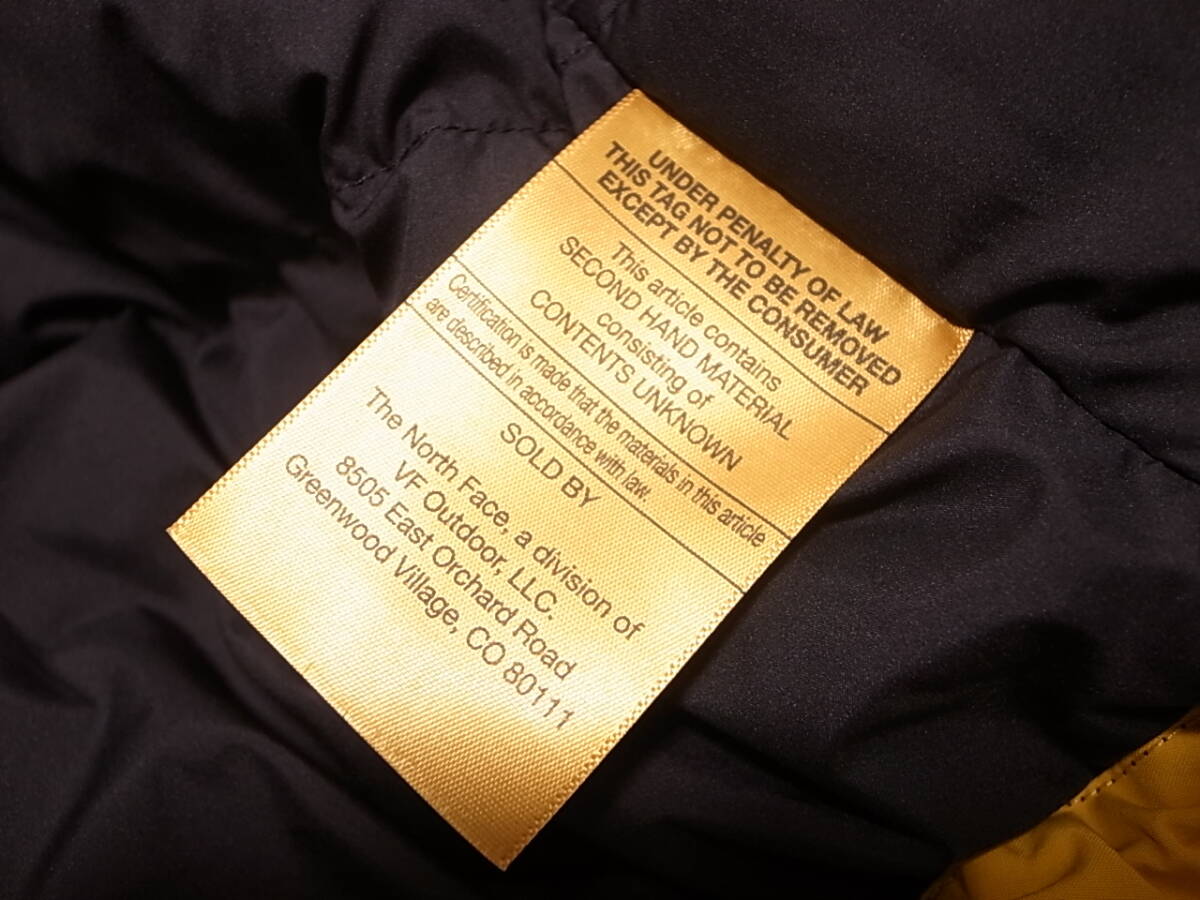 UNDER PENALTY OF LAW
THIS TAG NOT TO BE REMOVED
EXCEPT BY THE CONSUMER
This article contains
SECOND HAND MATERIAL
consisting of
CONTENTS UNKNOWN
Certification is made that the materials in this article
are described in accordance with law.
SOLD BY
The North Face, a division of
VF Outdoor, LLC.
8505 East Orchard Road
Greenwood Village, CO 80111